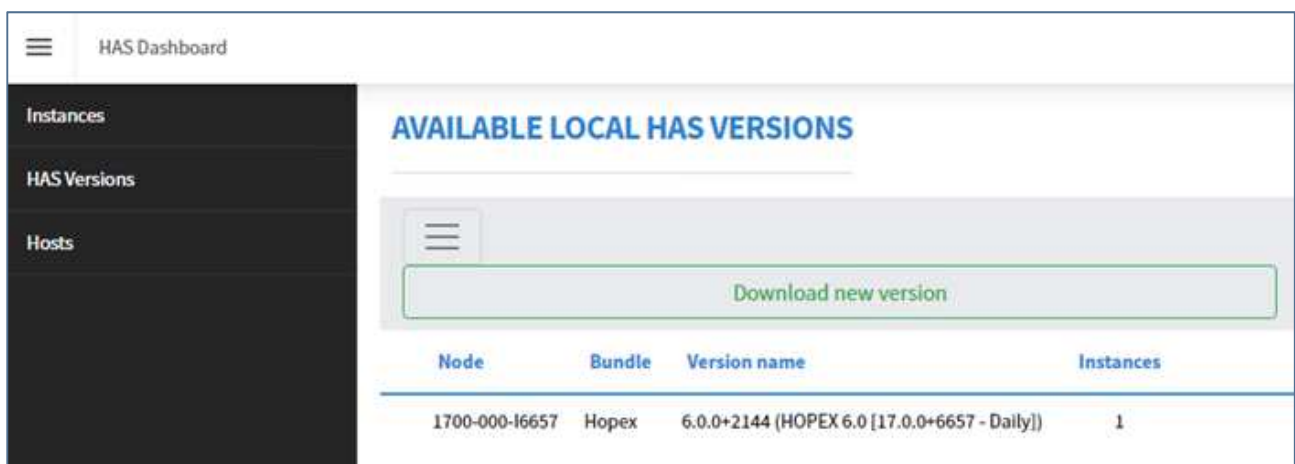 HAS Dashboard
Instances
HAS Versions
Hosts
AVAILABLE LOCAL HAS VERSIONS
Download new version
Node Bundle Version name Instances
1700-000-I6657 Hopex 6.0.0+2144 (HOPEX 6.0 [17.0.0+6657 - Daily]) 1